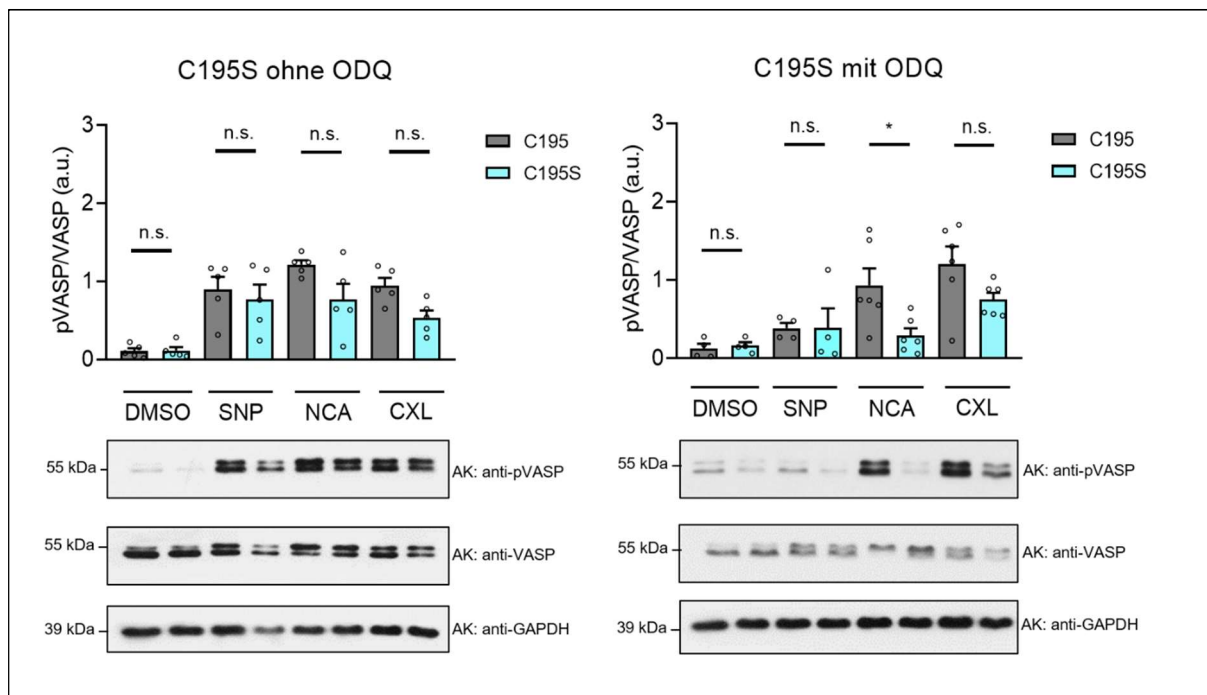 C195S ohne ODQ
pVASP/VASP (a.u.)
3
2
1
0
n.s.
n.s.
n.s.
n.s.
C195
C195S
DMSO SNP NCA CXL
55 kDa
AK: anti-pVASP
55 kDa
AK: anti-VASP
39 kDa
AK: anti-GAPDH
C195S mit ODQ
pVASP/VASP (a.u.)
3
2
1
0
n.s.
n.s.
*
n.s.
C195
C195S
DMSO SNP NCA CXL
55 kDa
AK: anti-pVASP
55 kDa
AK: anti-VASP
39 kDa
AK: anti-GAPDH